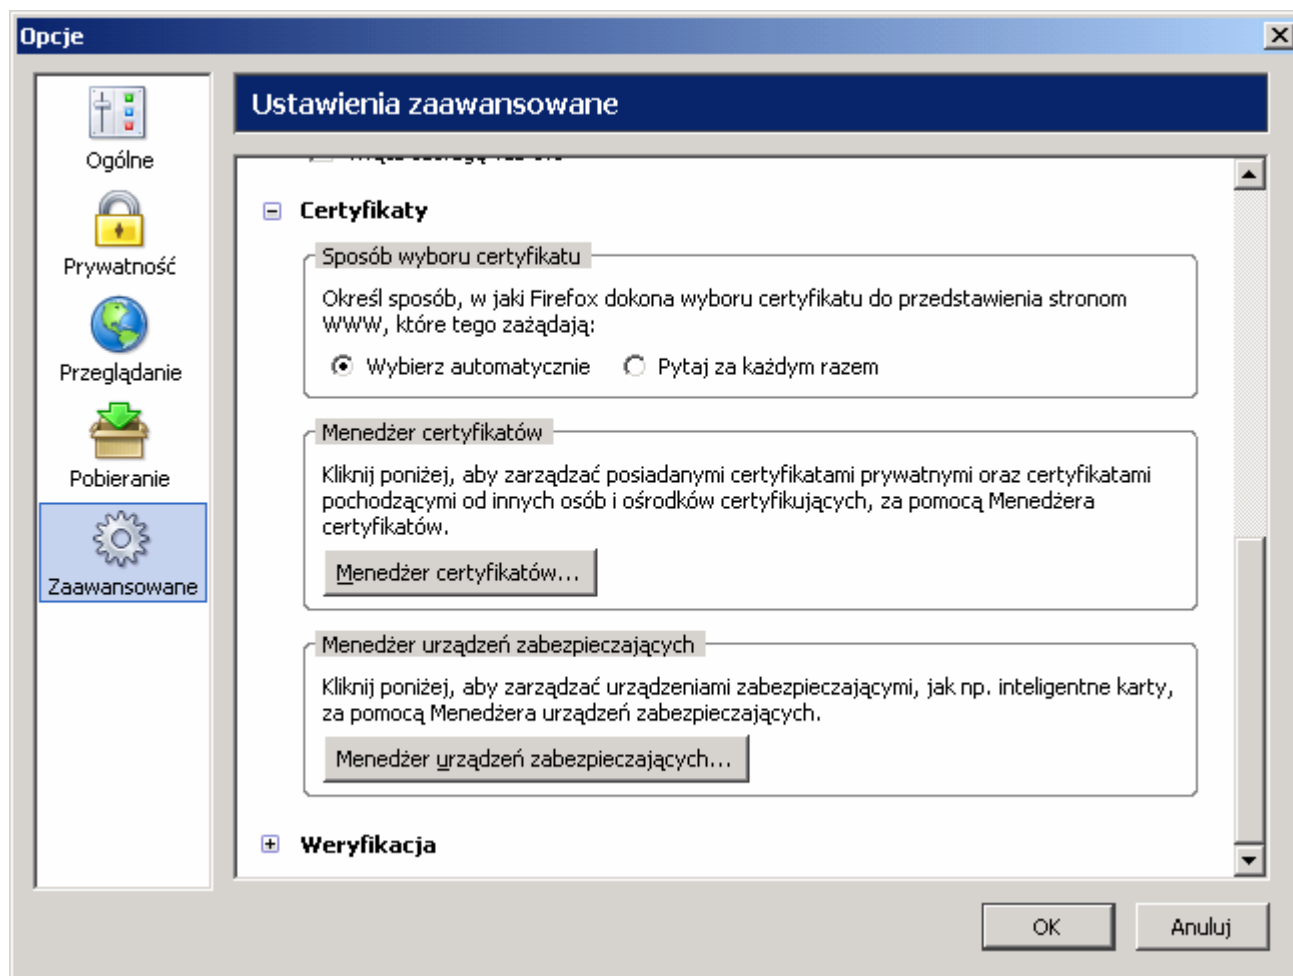 Opcje
Ogólne
Prywatność
Przeglądanie
Pobieranie
Zaawansowane
Ustawienia zaawansowane
Certyfikaty
Sposób wyboru certyfikatu
Określ sposób, w jaki Firefox dokona wyboru certyfikatu do przedstawienia stronom
WWW, które tego zażądają:
Wybierz automatycznie Pytaj za każdym razem
Menedżer certyfikatów
Kliknij poniżej, aby zarządzać posiadanymi certyfikatami prywatnymi oraz certyfikatami
pochodzącymi od innych osób i ośrodków certyfikujących, za pomocą Menedżera
certyfikatów.
Menedżer certyfikatów...
Menedżer urządzeń zabezpieczających
Kliknij poniżej, aby zarządzać urządzeniami zabezpieczającymi, jak np. inteligentne karty,
za pomocą Menedżera urządzeń zabezpieczających.
Menedżer urządzeń zabezpieczających...
Weryfikacja
OK Anuluj